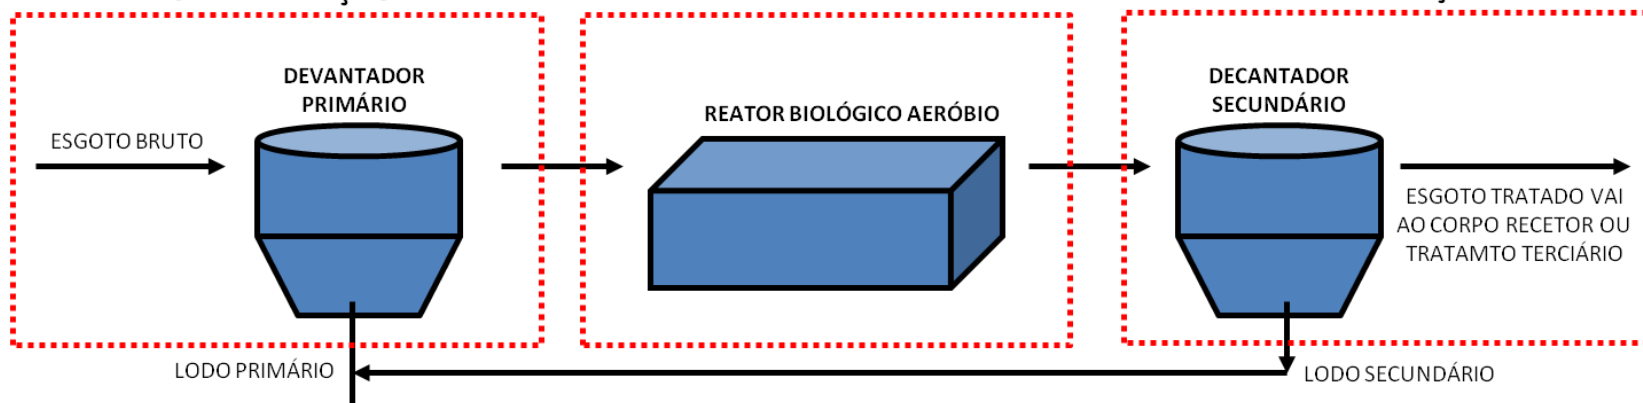 DEVANTADOR
PRIMÁRIO
ESGOTO BRUTO
REATOR BIOLÓGICO AERÓBIO
DECANTADOR
SECUNDÁRIO
ESGOTO TRATADO VAI
AO CORPO RECETOR OU
TRATAMTO TERCIÁRIO
LODO PRIMÁRIO
LODO SECUNDÁRIO